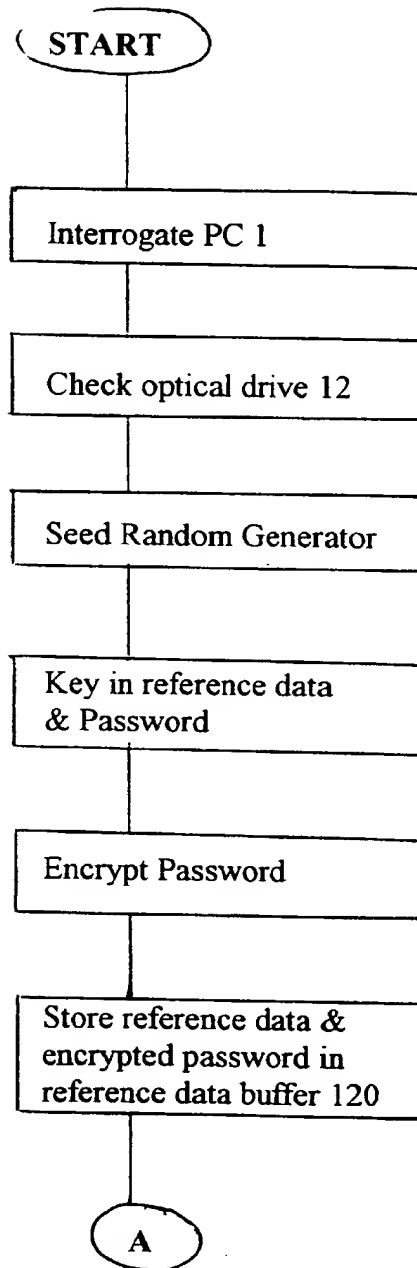 START
Interrogate PC 1
Check optical drive 12
Seed Random Generator
Key in reference data
& Password
Encrypt Password
Store reference data &
encrypted password in
reference data buffer 120
A